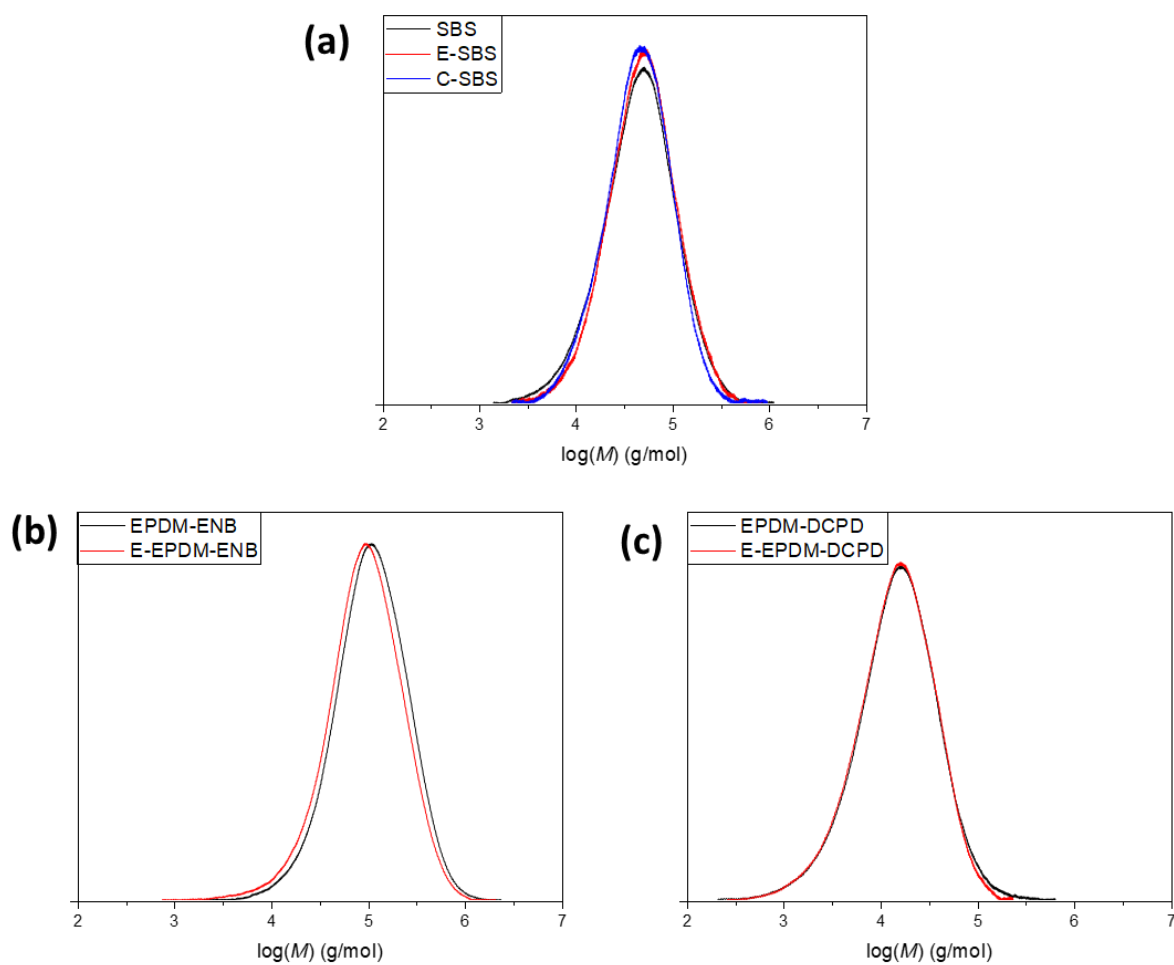 (a)
SBS
E-SBS
C-SBS
2 3 4 5 6 7
log(M) (g/mol)
(b)
EPDM-ENB
E-EPDM-ENB
2 3 4 5 6 7
log(M) (g/mol)
(c)
EPDM-DCPD
E-EPDM-DCPD
2 3 4 5 6 7
log(M) (g/mol)